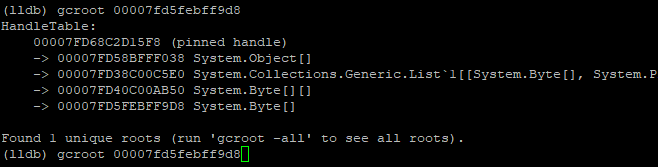 (lldb) gcroot 00007fd5febff9d8
HandleTable:
    00007FD68C2D15F8 (pinned handle)
    -> 00007FD58BFFF038 System.Object[]
    -> 00007FD38C00C5E0 System.Collections.Generic.List`1[[System.Byte[], System.P
    -> 00007FD40C00AB50 System.Byte[][]
    -> 00007FD5FEBFF9D8 System.Byte[]

Found 1 unique roots (run 'gcroot -all' to see all roots).
(lldb) gcroot 00007fd5febff9d8